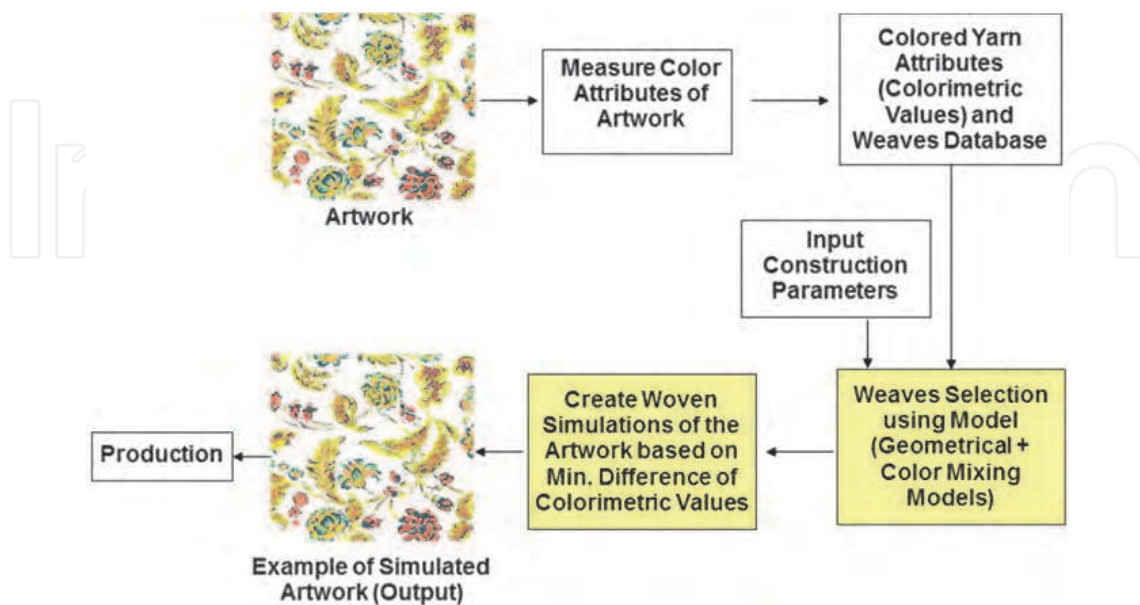 Artwork
Measure Color
Attributes of
Artwork
Colored Yarn
Attributes
(Colorimetric
Values) and
Weaves Database
Input
Construction
Parameters
Weaves Selection
using Model
(Geometrical +
Color Mixing
Models)
Create Woven
Simulations of the
Artwork based on
Min. Difference of
Colorimetric Values
Example of Simulated
Artwork (Output)
Production